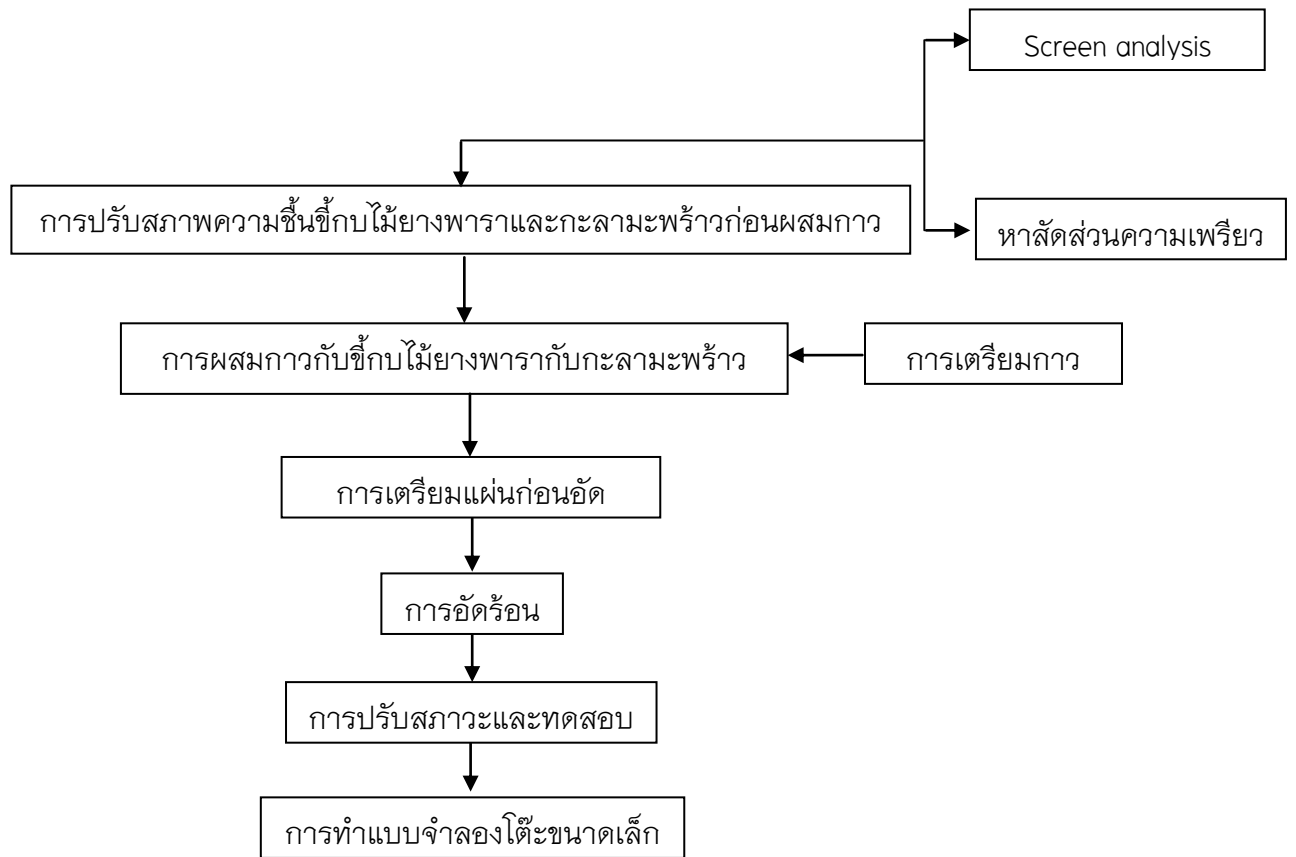 Screen analysis
การปรับสภาพความชื้นขี้กบไม้ยางพาราและกะลามะพร้าวก่อนผสมกาว
หาสัดส่วนความเพรียว
การผสมกาวกับขี้กบไม้ยางพารากับกะลามะพร้าว
การเตรียมกาว
การเตรียมแผ่นก่อนอัด
การอัดร้อน
การปรับสภาวะและทดสอบ
การทำแบบจำลองโต๊ะขนาดเล็ก